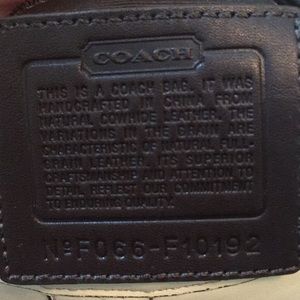 COACH
THIS IS A COACH BAG. IT WAS
HANDCRAFTED IN CHINA FROM
NATURAL COWHIDE LEATHER. THE
VARIATIONS IN THE GRAIN ARE
CHARACTERISTIC OF NATURAL FULL-
GRAIN LEATHER. ITS SUPERIOR
CRAFTSMANSHIP AND ATTENTION TO
DETAIL REFLECT OUR COMMITMENT
TO ENDURING QUALITY.
Nº F066-F10192